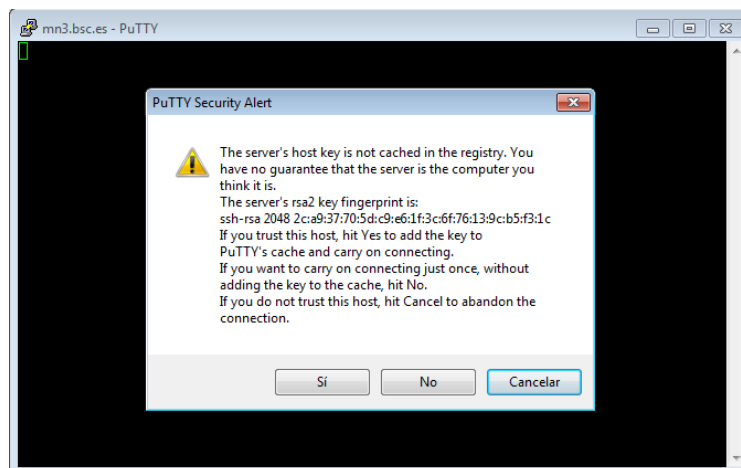 mn3.bsc.es - PuTTY
PuTTY Security Alert
The server's host key is not cached in the registry. You
have no guarantee that the server is the computer you
think it is.
The server's rsa2 key fingerprint is:
ssh-rsa 2048 2c:a9:37:70:5d:c9:e6:1f:3c:6f:76:13:9c:b5:f3:1c
If you trust this host, hit Yes to add the key to
PuTTY's cache and carry on connecting.
If you want to carry on connecting just once, without
adding the key to the cache, hit No.
If you do not trust this host, hit Cancel to abandon the
connection.
Sí No Cancelar